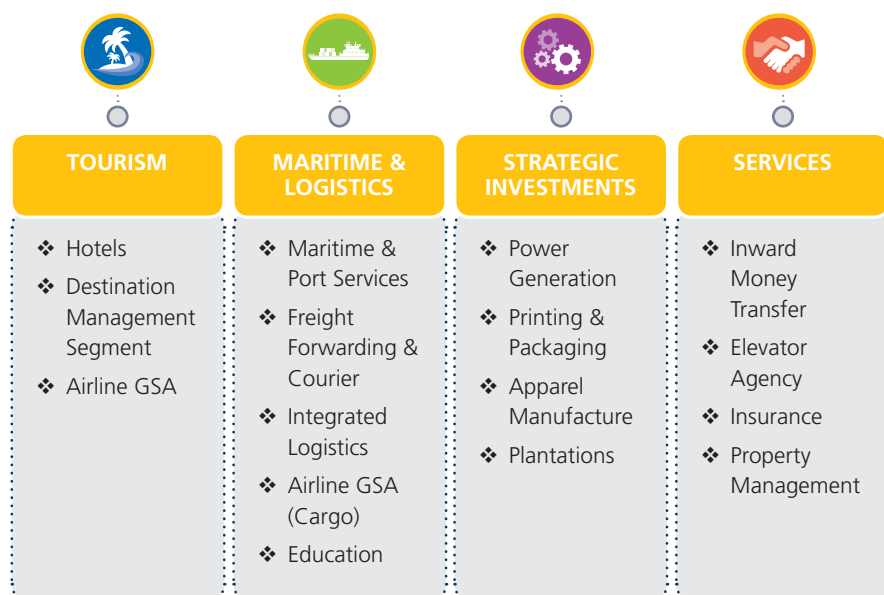 TOURISM
Hotels
Destination
Management
Segment
Airline GSA
MARITIME &
LOGISTICS
Maritime &
Port Services
Freight
Forwarding &
Courier
Integrated
Logistics
Airline GSA
(Cargo)
Education
STRATEGIC
INVESTMENTS
Power
Generation
Printing &
Packaging
Apparel
Manufacture
Plantations
SERVICES
Inward
Money
Transfer
Elevator
Agency
Insurance
Property
Management